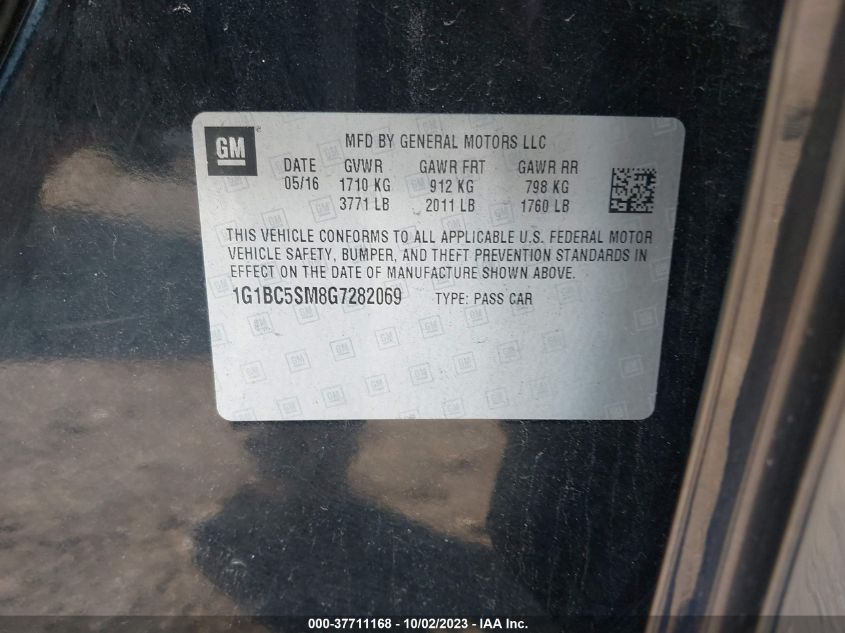 GM
MFD BY GENERAL MOTORS LLC
DATE GVWR GAWR FRT GAWR RR
05/16 1710 KG 912 KG 798 KG
3771 LB 2011 LB 1760 LB
THIS VEHICLE CONFORMS TO ALL APPLICABLE U.S. FEDERAL MOTOR
VEHICLE SAFETY, BUMPER, AND THEFT PREVENTION STANDARDS IN
EFFECT ON THE DATE OF MANUFACTURE SHOWN ABOVE.
1G1BC5SM8G7282069 TYPE: PASS CAR
000-37711168 - 10/02/2023 - IAA Inc.